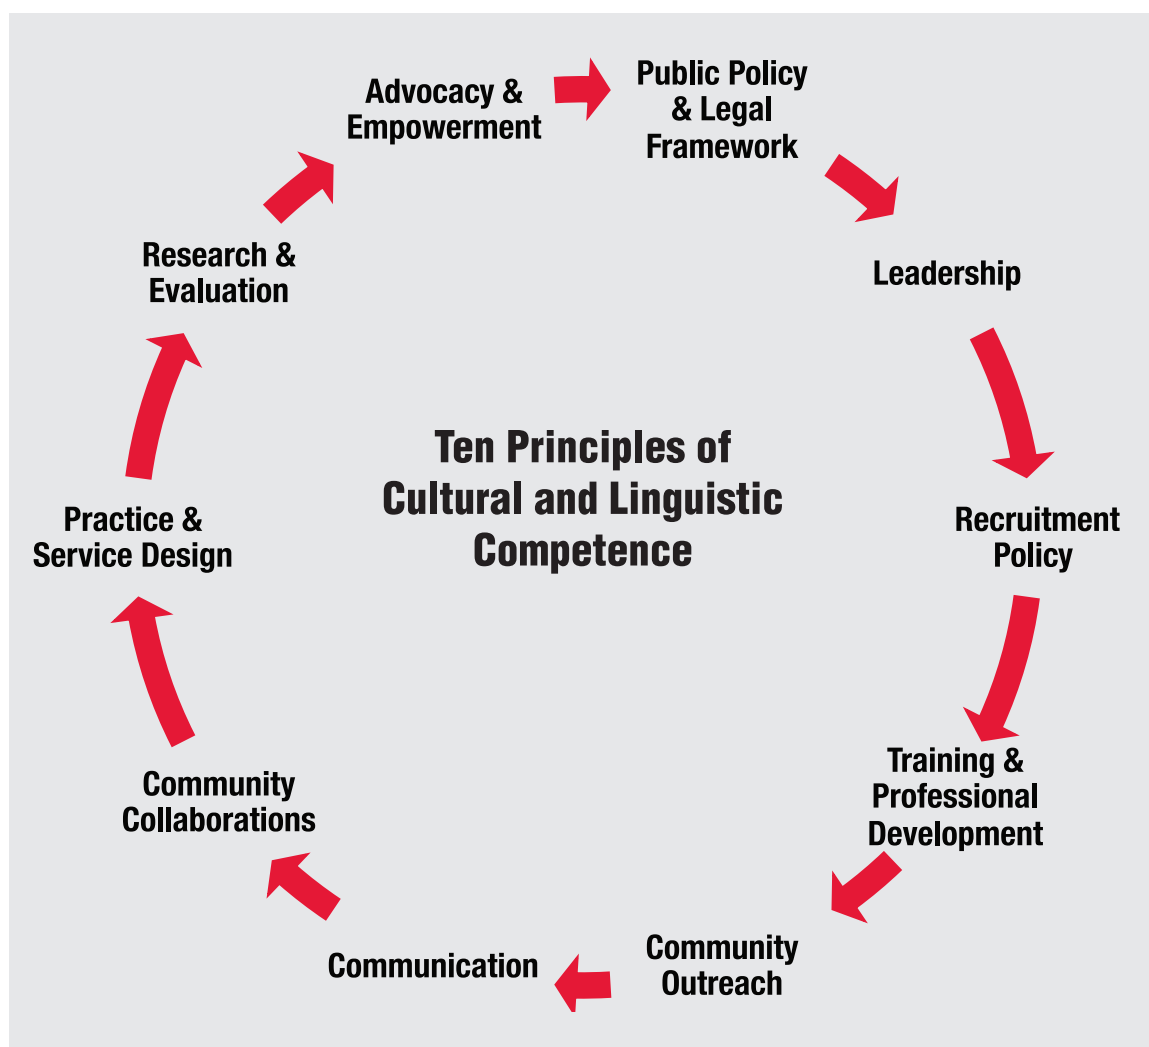 Advocacy &
Empowerment
Public Policy
& Legal
Framework
Leadership
Recruitment
Policy
Training &
Professional
Development
Community
Outreach
Communication
Community
Collaborations
Practice &
Service Design
Research &
Evaluation
Ten Principles of
Cultural and Linguistic
Competence